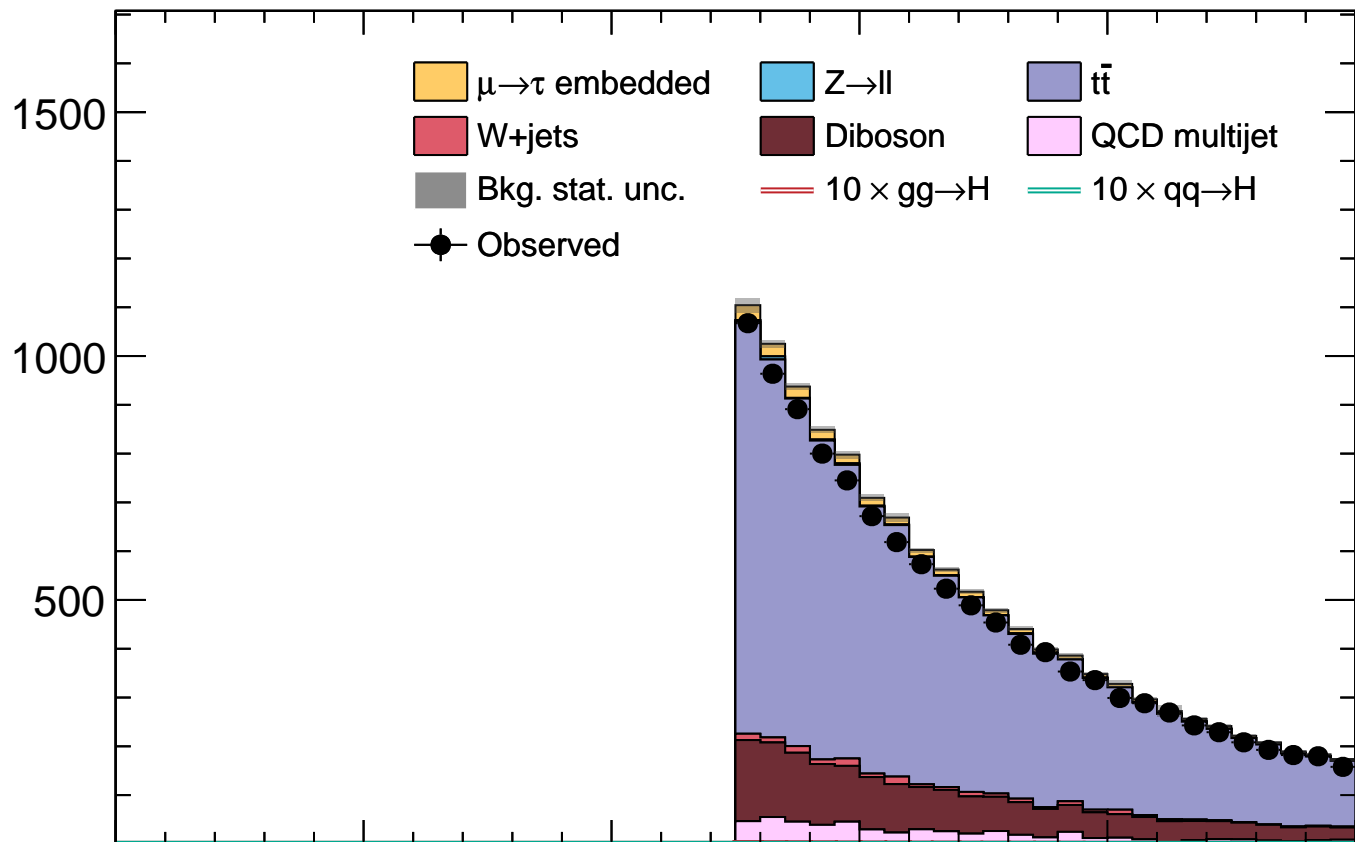 μ→τ embedded Z→ll tt̄
1500
W+jets Diboson QCD multijet
Bkg. stat. unc. 10 × gg→H 10 × qq→H
Observed
1000
500